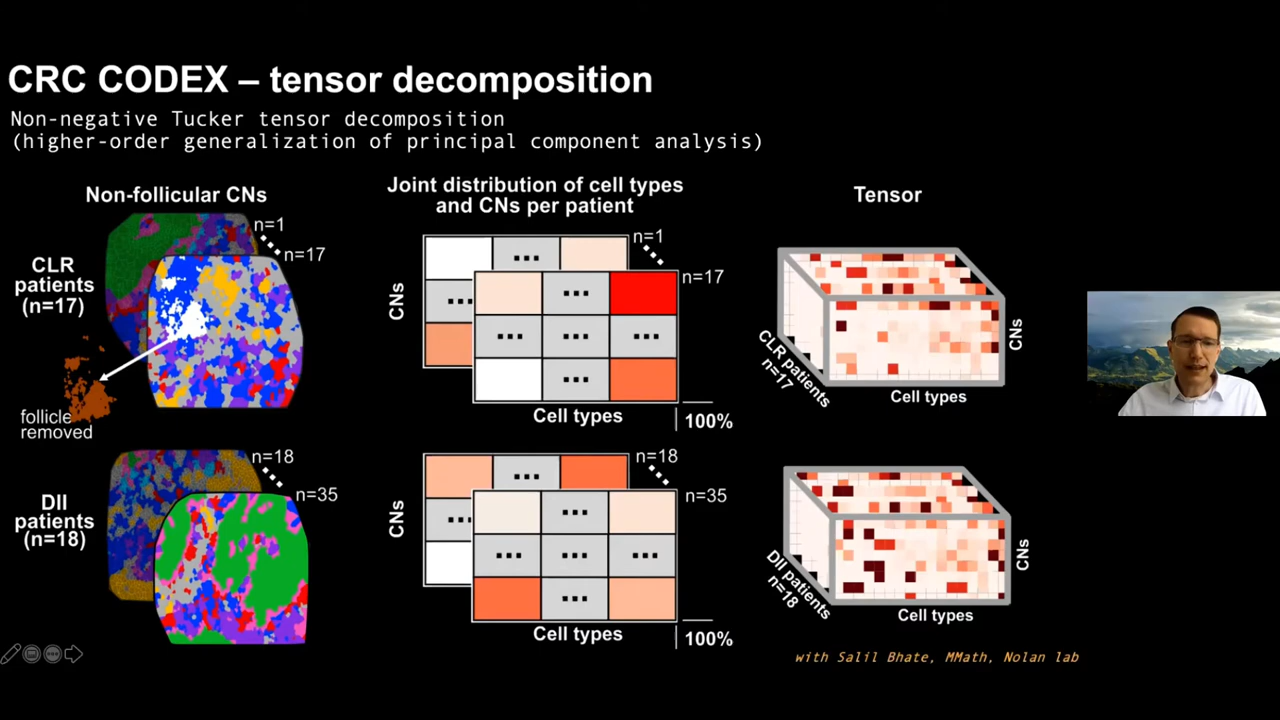 CRC CODEX – tensor decomposition
Non-negative Tucker tensor decomposition
(higher-order generalization of principal component analysis)
Non-follicular CNs
n=1
n=17
CLR
patients
(n=17)
follicle
removed
n=18
n=35
DII
patients
(n=18)
Joint distribution of cell types
and CNs per patient
n=1
n=17
CNs
...
...
...
...
...
...
...
Cell types
100%
n=18
n=35
CNs
...
...
...
...
...
...
...
Cell types
100%
Tensor
CLR patients
n=17
Cell types
CNs
DII patients
n=18
Cell types
CNs
with Salil Bhate, MMath, Nolan lab